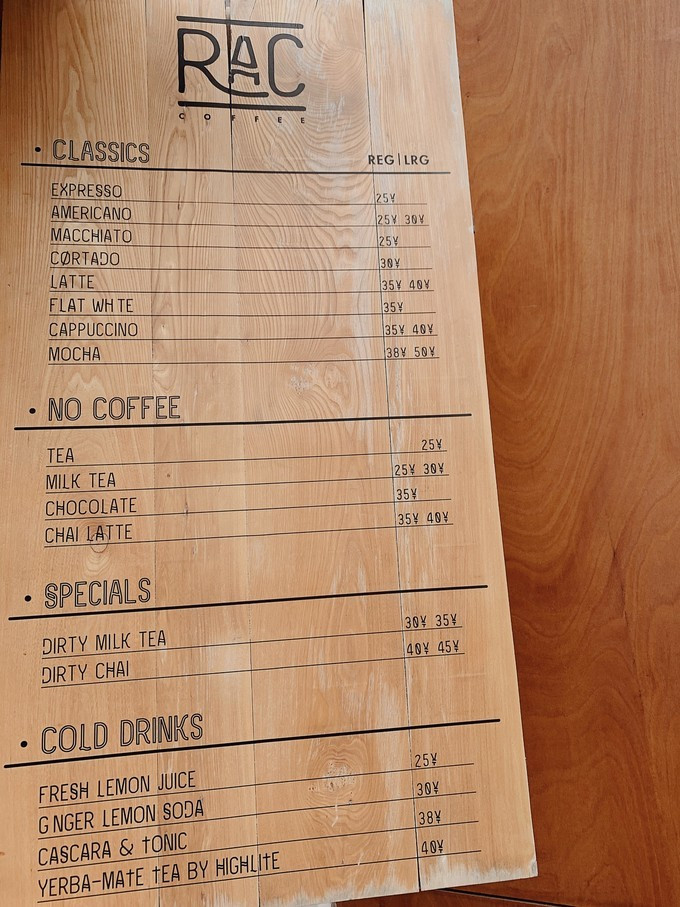 RAC
COFFEE
• CLASSICS REG|LRG
EXPRESSO 25¥
AMERICANO 25¥ 30¥
MACCHIATO 25¥
CØRTADO 30¥
LATTE 35¥ 40¥
FLAT WH TE 35¥
CAPPUCCINO 35¥ 40¥
MOCHA 38¥ 50¥
• NO COFFEE
TEA 25¥
MILK TEA 25¥ 30¥
CHOCOLATE 35¥
CHAI LATTE 35¥ 40¥
• SPECIALS
DIRTY MILK TEA 30¥ 35¥
DIRTY CHAI 40¥ 45¥
• COLD DRINKS
FRESH LEMON JUICE 25¥
G NGER LEMON SODA 30¥
CASCARA & TONIC 38¥
YERBA-MATE TEA BY HIGHLITE 40¥